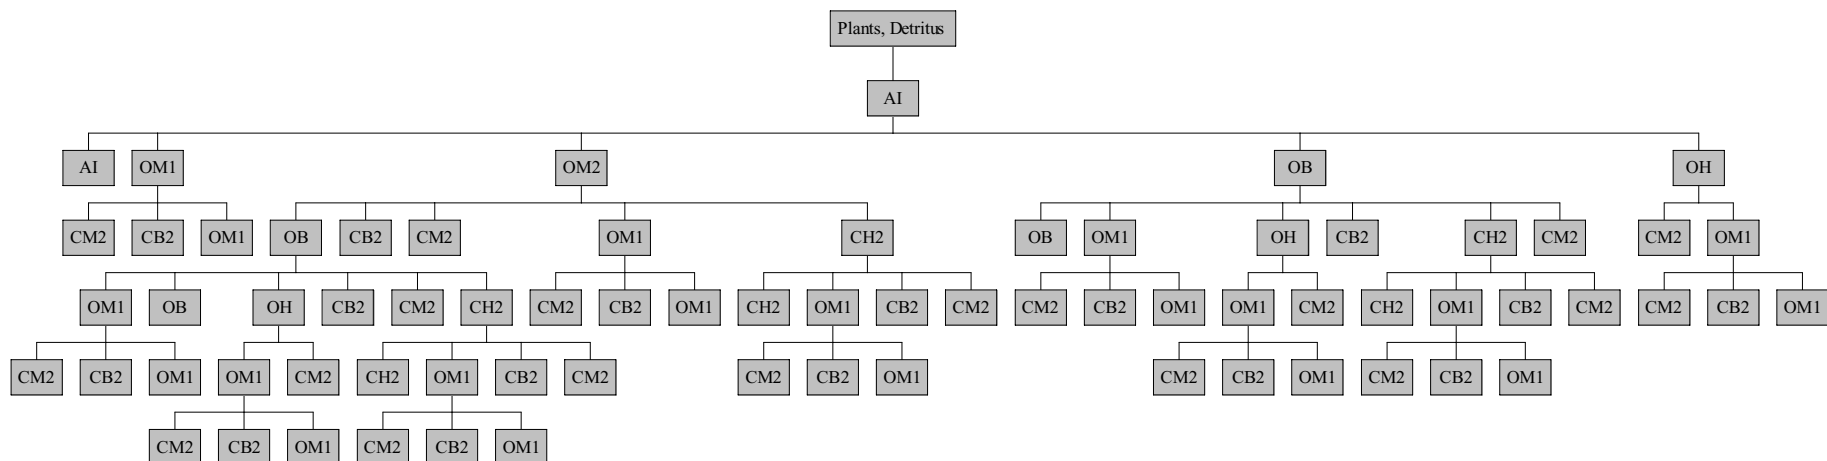 Plants, Detritus
AI
AI OM1 OM2 OB OH
CM2 CB2 OM1 OB CB2 CM2 OM1 CH2 OB OM1 OH CB2 CH2 CM2 CM2 OM1
OM1 OB OH CB2 CM2 CH2 CM2 CB2 OM1 CH2 OM1 CB2 CM2 CM2 CB2 OM1 OM1 CM2 CH2 OM1 CB2 CM2 CM2 CB2 OM1
CM2 CB2 OM1 OM1 CM2 CH2 OM1 CB2 CM2 CM2 CB2 OM1 CM2 CB2 OM1 CM2 CB2 OM1
CM2 CB2 OM1 CM2 CB2 OM1